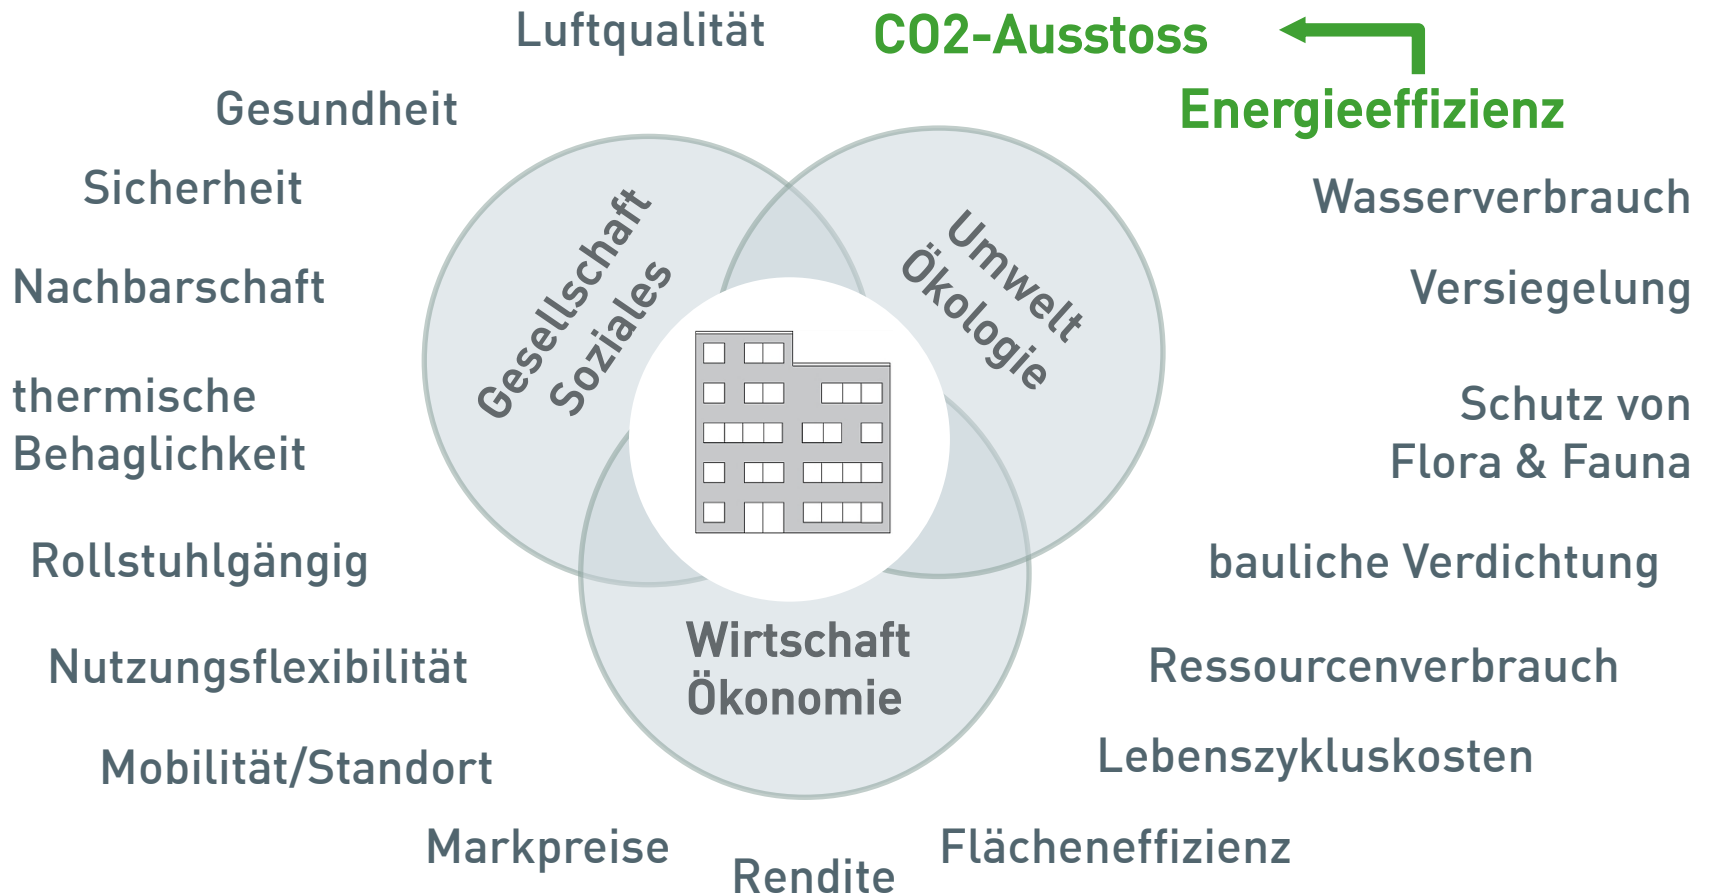 Luftqualität
CO2-Ausstoss
Gesundheit
Energieeffizienz
Sicherheit
Wasserverbrauch
Nachbarschaft
Versiegelung
Gesellschaft
Soziales
Umwelt
Ökologie
thermische
Behaglichkeit
Schutz von
Flora & Fauna
Rollstuhlgängig
bauliche Verdichtung
Wirtschaft
Ökonomie
Nutzungsflexibilität
Ressourcenverbrauch
Mobilität/Standort
Lebenszykluskosten
Markpreise
Rendite
Flächeneffizienz